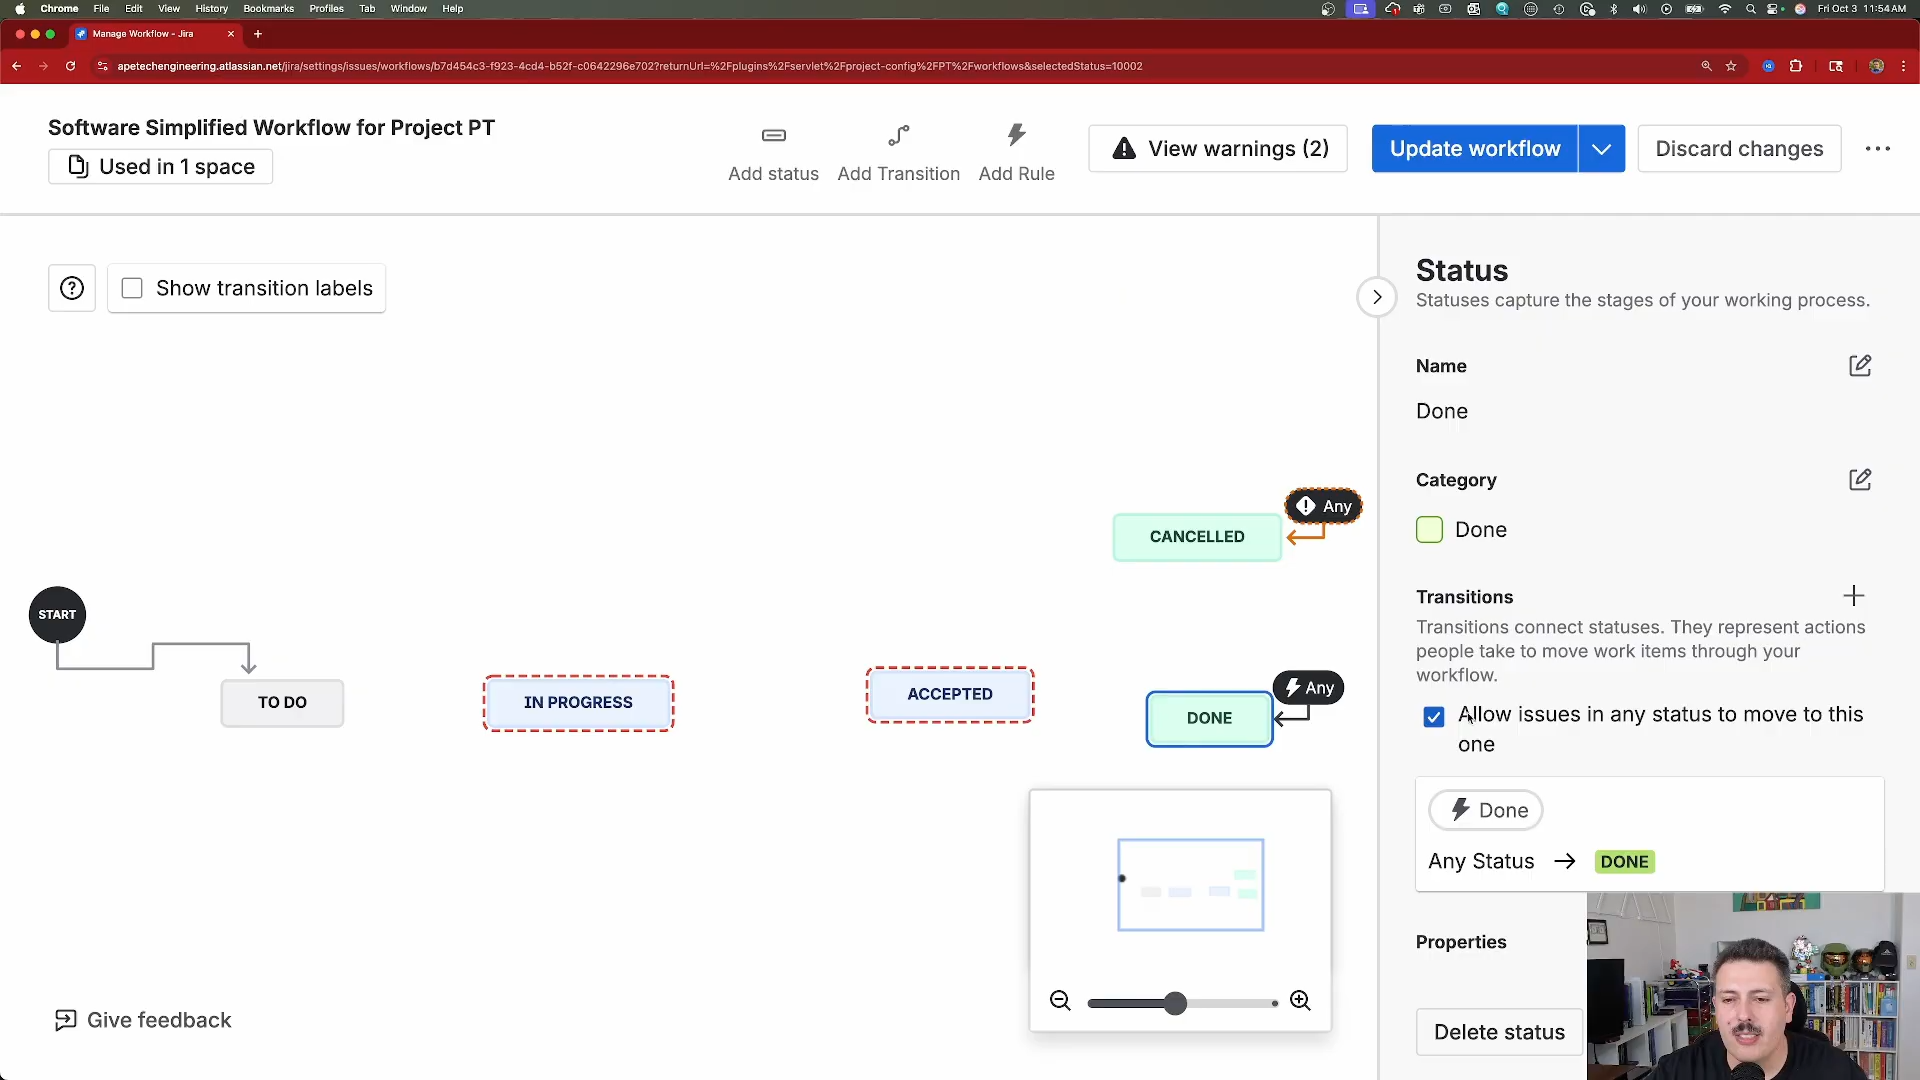 Chrome File Edit View History Bookmarks Profiles Tab Window Help Fri Oct 3 11:54 AM
Manage Workflow - Jira
apetechengineering.atlassian.net/jira/settings/issues/workflows/b7d454c3-f923-4cd4-b52f-c0642296e702?returnUrl=%2Fplugins%2Fservlet%2Fproject-config%2FPT%2Fworkflows&selectedStatus=10002
Software Simplified Workflow for Project PT
Used in 1 space
Add status
Add Transition
Add Rule
View warnings (2)
Update workflow
Discard changes
Show transition labels
START
TO DO
IN PROGRESS
ACCEPTED
CANCELLED
Any
DONE
Any
Give feedback
Status
Statuses capture the stages of your working process.
Name
Done
Category
Done
Transitions
Transitions connect statuses. They represent actions
people take to move work items through your
workflow.
Allow issues in any status to move to this
one
Done
Any Status → DONE
Properties
Delete status